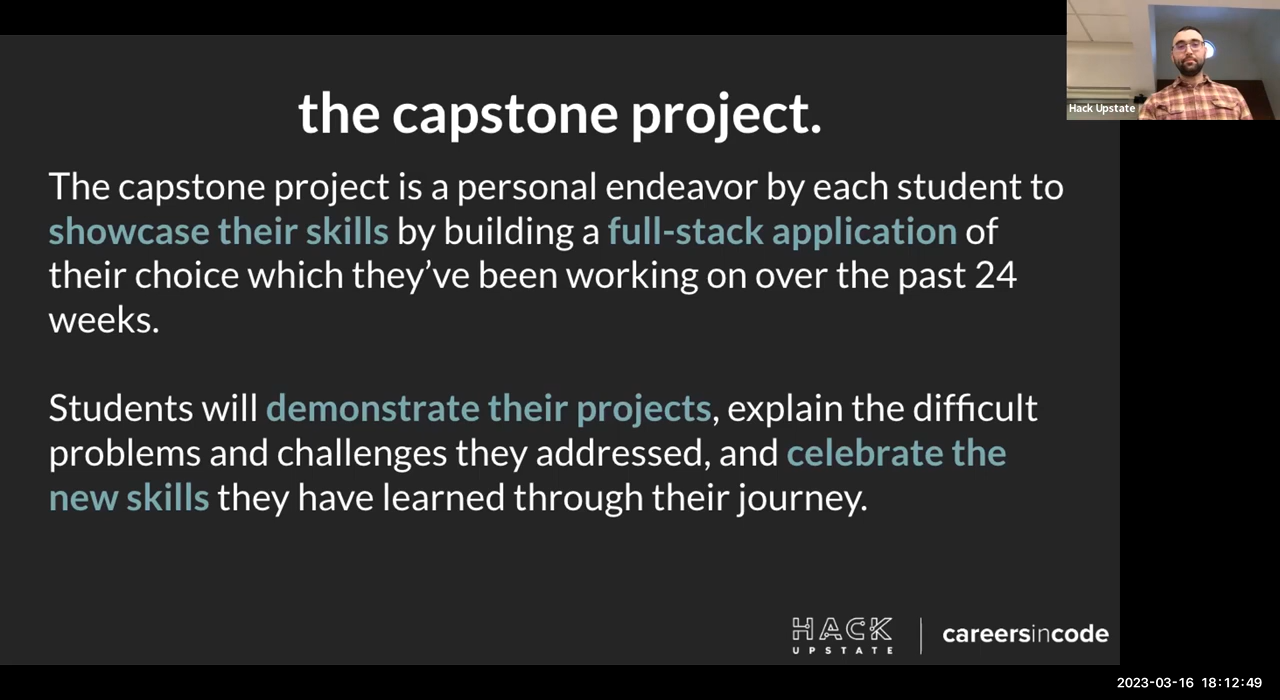 the capstone project.
The capstone project is a personal endeavor by each student to
showcase their skills by building a full-stack application of
their choice which they’ve been working on over the past 24
weeks.
Students will demonstrate their projects, explain the difficult
problems and challenges they addressed, and celebrate the
new skills they have learned through their journey.
HACK
UPSTATE
careersincode
Hack Upstate
2023-03-16 18:12:49